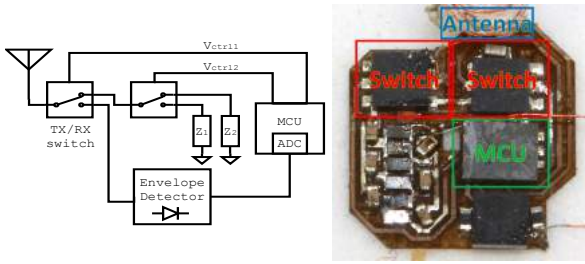 Vctrl1
Vctrl2
TX/RX
switch
Z1
Z2
MCU
ADC
Envelope
Detector
Antenna
Switch
Switch
MCU